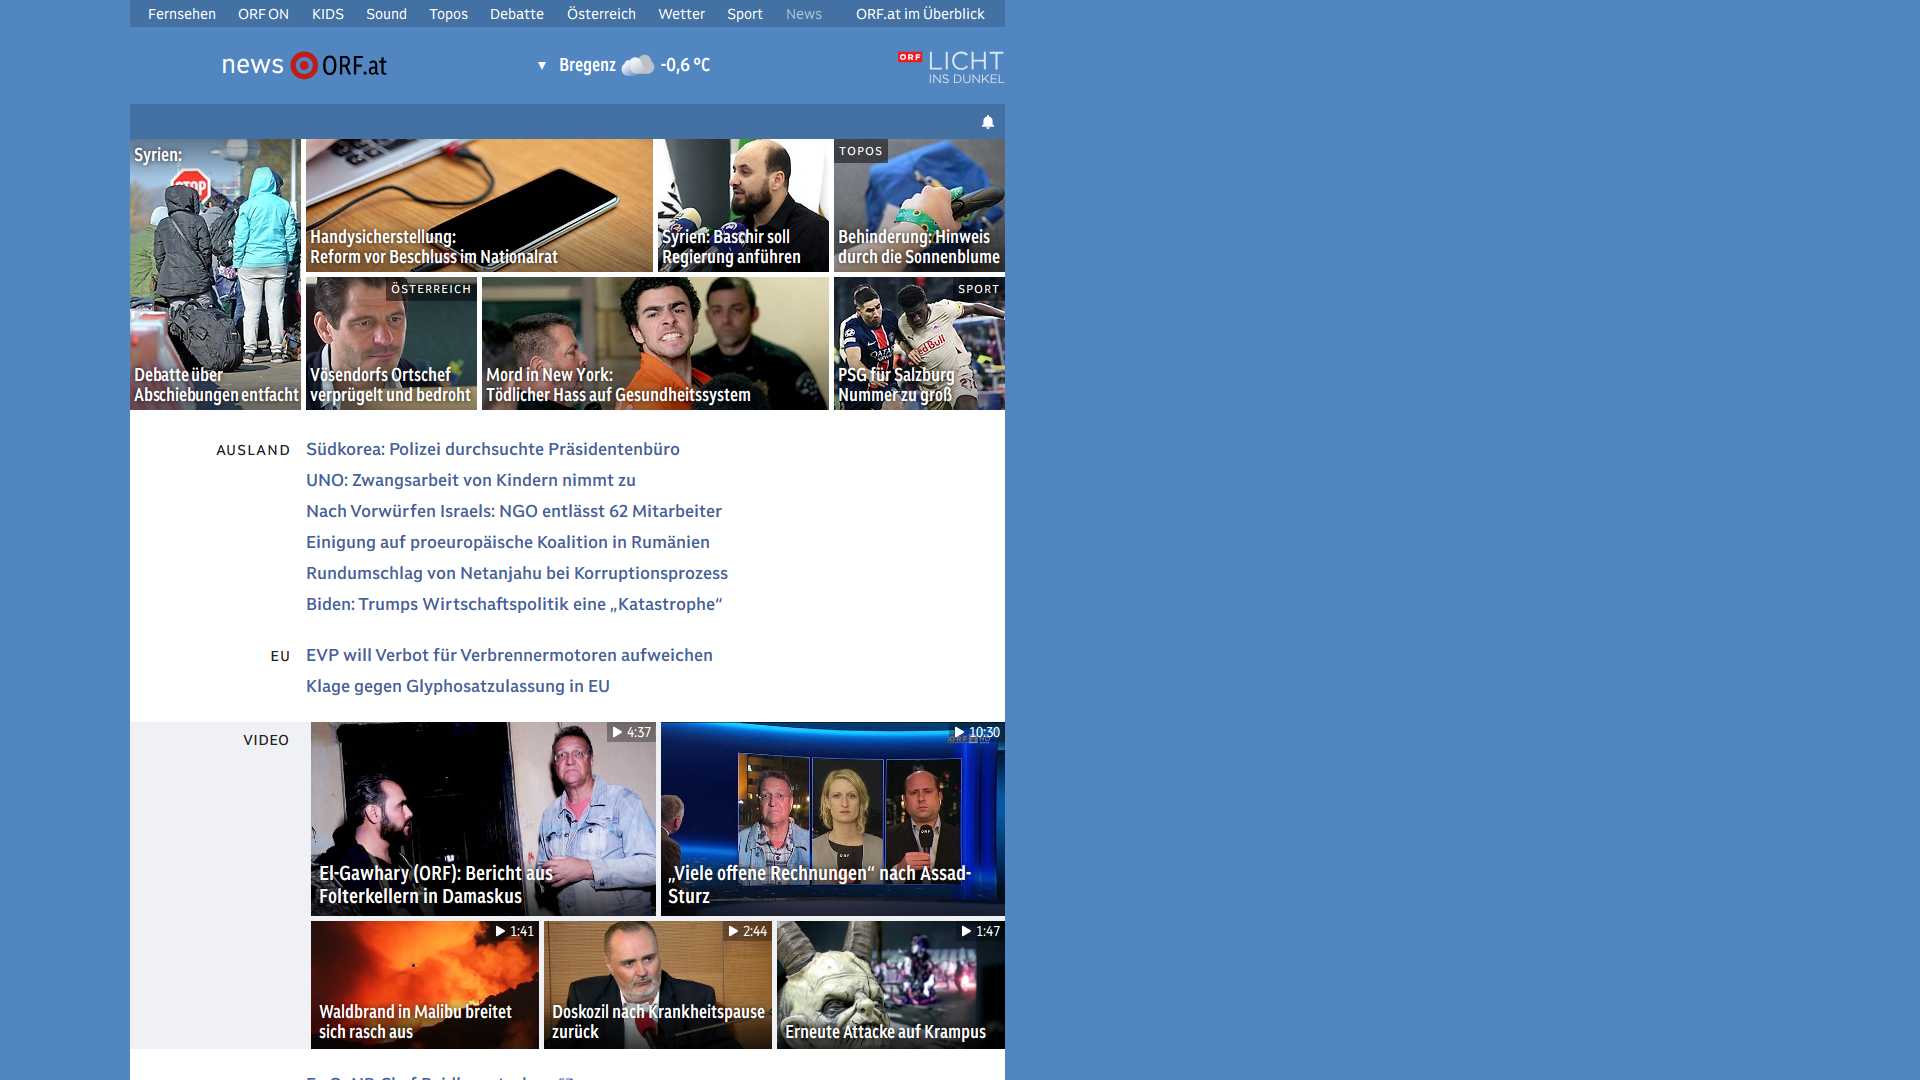 Fernsehen ORF ON KIDS Sound Topos Debatte Österreich Wetter Sport News ORF.at im Überblick
news ORF.at
Bregenz -0,6 °C
ORF LICHT
INS DUNKEL
Syrien:
STOP
Debatte über
Abschiebungen entfacht
Handysicherstellung:
Reform vor Beschluss im Nationalrat
Syrien: Baschir soll
Regierung anführen
TOPOS
Behinderung: Hinweis
durch die Sonnenblume
ÖSTERREICH
Vösendorfs Ortschef
verprügelt und bedroht
Mord in New York:
Tödlicher Hass auf Gesundheitssystem
SPORT
Red Bull
PSG für Salzburg
Nummer zu groß
AUSLAND
Südkorea: Polizei durchsuchte Präsidentenbüro
UNO: Zwangsarbeit von Kindern nimmt zu
Nach Vorwürfen Israels: NGO entlässt 62 Mitarbeiter
Einigung auf proeuropäische Koalition in Rumänien
Rundumschlag von Netanjahu bei Korruptionsprozess
Biden: Trumps Wirtschaftspolitik eine „Katastrophe“
EU
EVP will Verbot für Verbrennermotoren aufweichen
Klage gegen Glyphosatzulassung in EU
VIDEO
4:37
El-Gawhary (ORF): Bericht aus
Folterkellern in Damaskus
10:30
„Viele offene Rechnungen“ nach Assad-
Sturz
1:41
Waldbrand in Malibu breitet
sich rasch aus
2:44
Doskozil nach Krankheitspause
zurück
1:47
Erneute Attacke auf Krampus